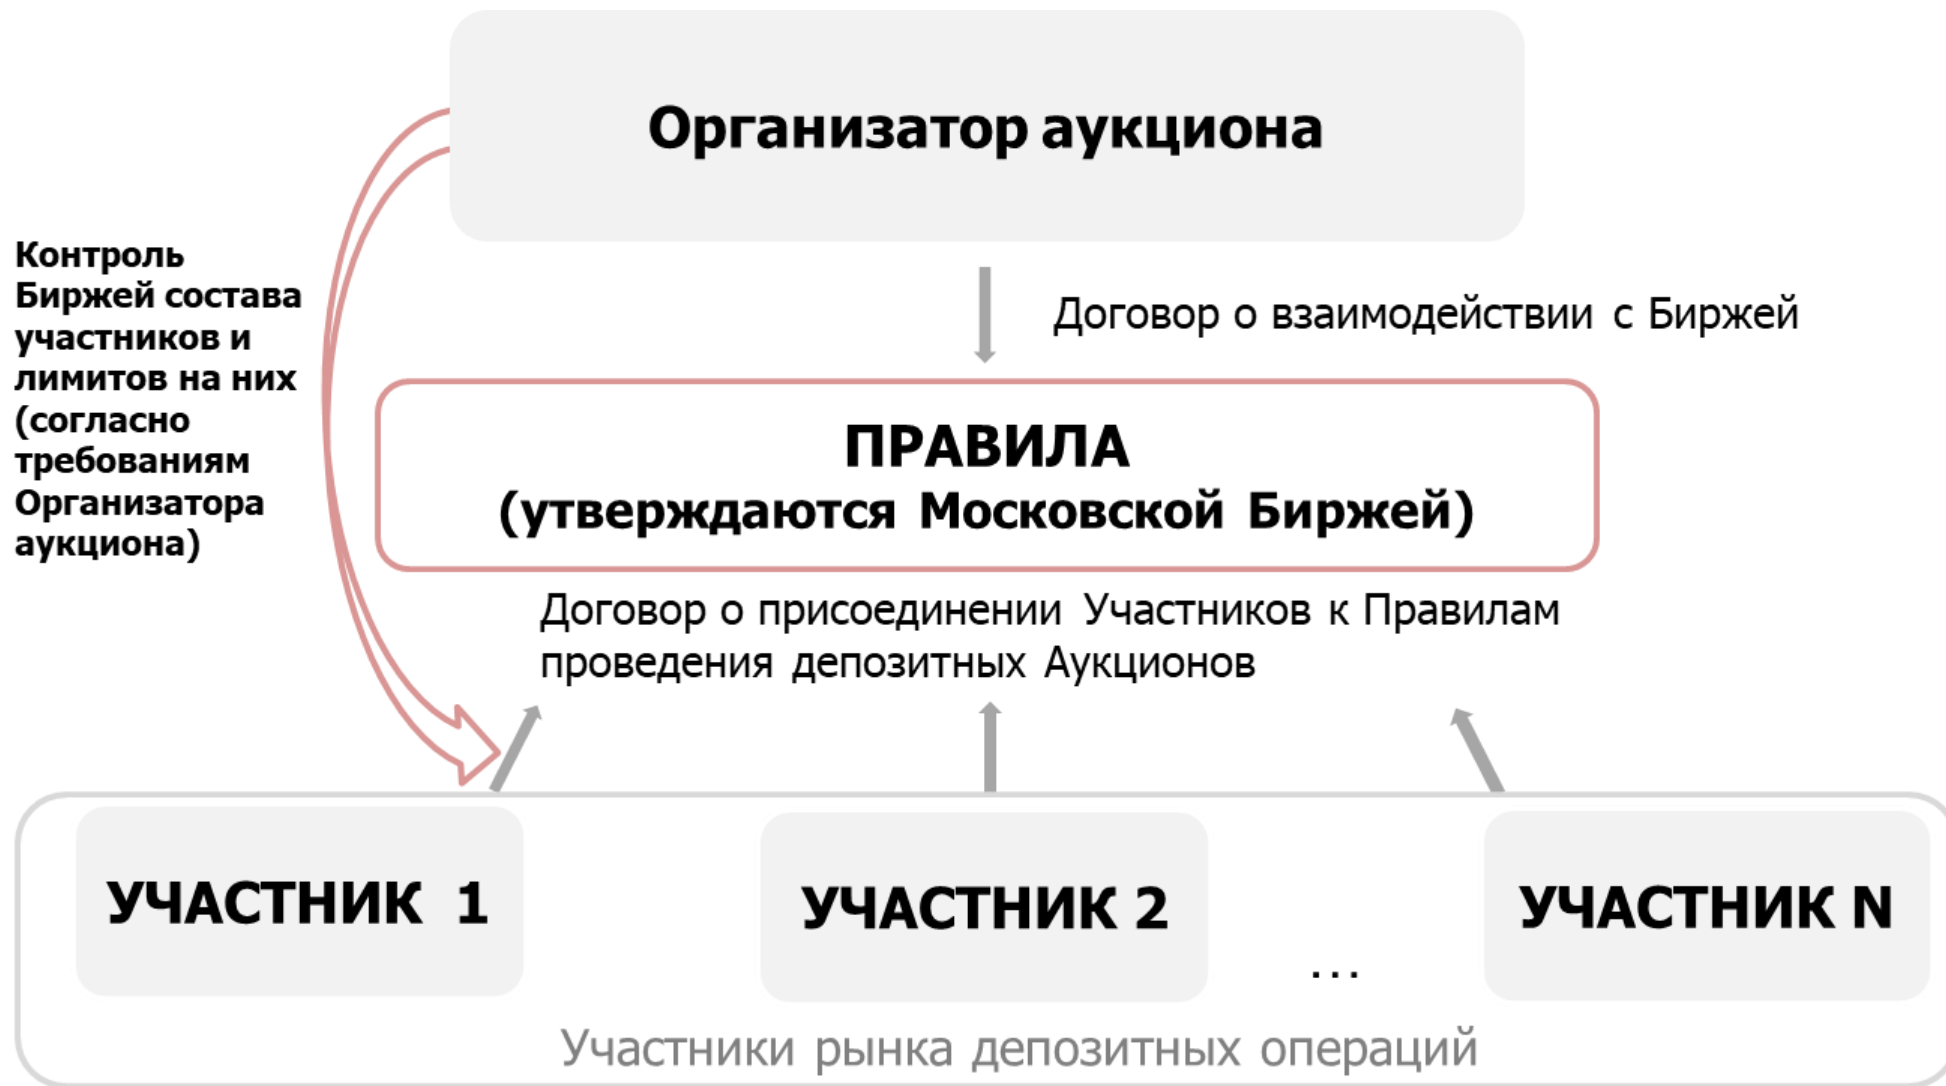 Организатор аукциона
Контроль
Биржей состава
участников и
лимитов на них
(согласно
требованиям
Организатора
аукциона)
Договор о взаимодействии с Биржей
ПРАВИЛА
(утверждаются Московской Биржей)
Договор о присоединении Участников к Правилам
проведения депозитных Аукционов
УЧАСТНИК 1
УЧАСТНИК 2
...
УЧАСТНИК N
Участники рынка депозитных операций